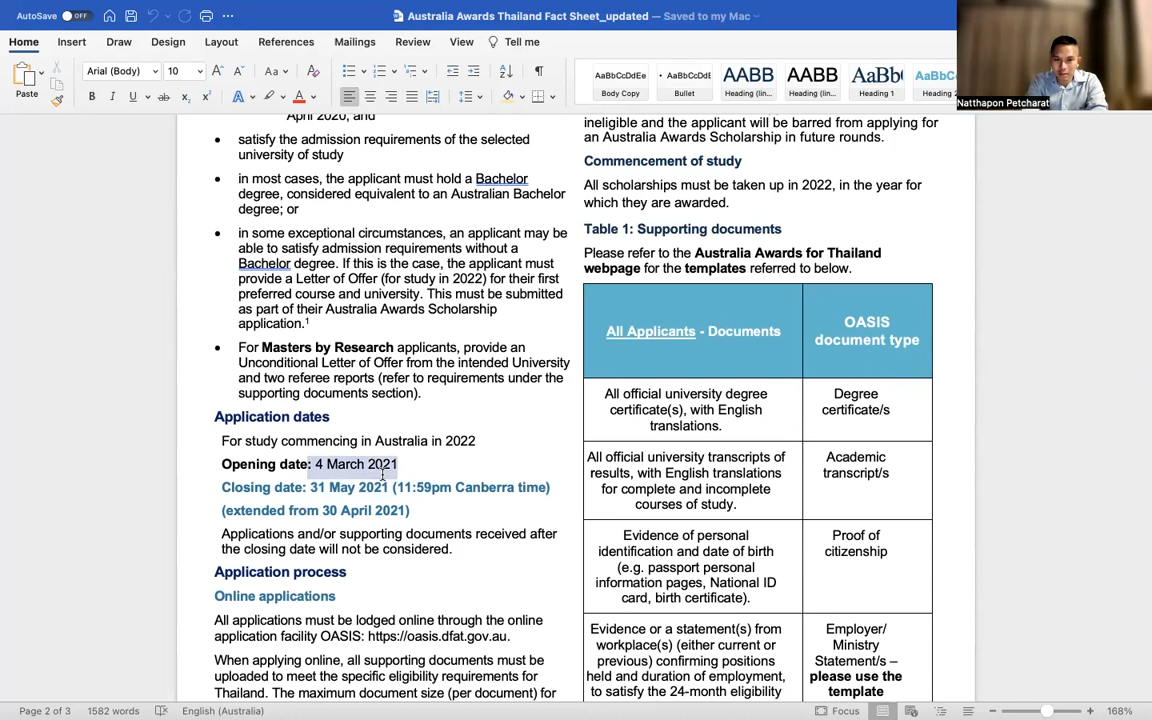 AutoSave OFF
Australia Awards Thailand Fact Sheet_updated — Saved to my Mac
Home Insert Draw Design Layout References Mailings Review View Tell me
Paste
Arial (Body) 10
AaBbCcDdEe
Body Copy
AaBbCcDdE
Bullet
AABB
Heading (lin...
AABB
Heading (lin...
AaBb(
Heading 1
AaBbC
Heading 2
Natthapon Petcharat
April 2020; and
satisfy the admission requirements of the selected
university of study
in most cases, the applicant must hold a Bachelor
degree, considered equivalent to an Australian Bachelor
degree; or
in some exceptional circumstances, an applicant may be
able to satisfy admission requirements without a
Bachelor degree. If this is the case, the applicant must
provide a Letter of Offer (for study in 2022) for their first
preferred course and university. This must be submitted
as part of their Australia Awards Scholarship
application.1
For Masters by Research applicants, provide an
Unconditional Letter of Offer from the intended University
and two referee reports (refer to requirements under the
supporting documents section).
Application dates
For study commencing in Australia in 2022
Opening date: 4 March 2021
Closing date: 31 May 2021 (11:59pm Canberra time)
(extended from 30 April 2021)
Applications and/or supporting documents received after
the closing date will not be considered.
Application process
Online applications
All applications must be lodged online through the online
application facility OASIS: https://oasis.dfat.gov.au.
When applying online, all supporting documents must be
uploaded to meet the specific eligibility requirements for
Thailand. The maximum document size (per document) for
ineligible and the applicant will be barred from applying for
an Australia Awards Scholarship in future rounds.
Commencement of study
All scholarships must be taken up in 2022, in the year for
which they are awarded.
Table 1: Supporting documents
Please refer to the Australia Awards for Thailand
webpage for the templates referred to below.
All Applicants - Documents
OASIS
document type
All official university degree
certificate(s), with English
translations.
Degree
certificate/s
All official university transcripts of
results, with English translations
for complete and incomplete
courses of study.
Academic
transcript/s
Evidence of personal
identification and date of birth
(e.g. passport personal
information pages, National ID
card, birth certificate).
Proof of
citizenship
Evidence or a statement(s) from
workplace(s) (either current or
previous) confirming positions
held and duration of employment,
to satisfy the 24-month eligibility
Employer/
Ministry
Statement/s –
please use the
template
Page 2 of 3 1582 words English (Australia) Focus 168%